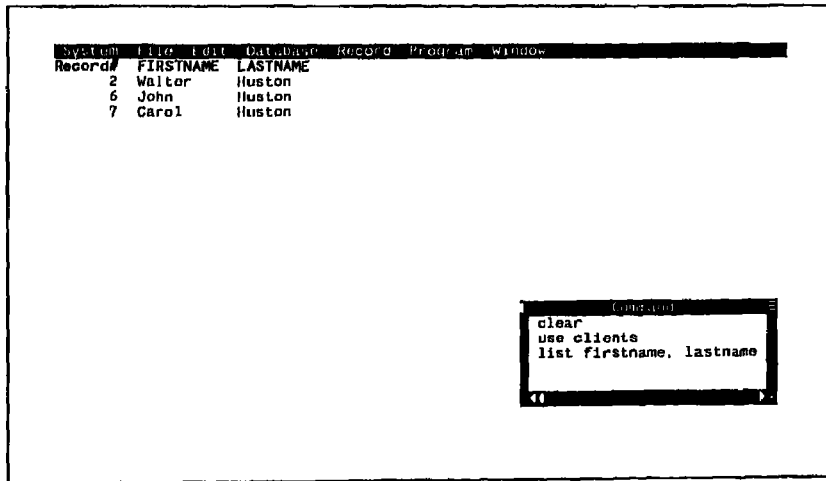 System File Edit Database Record Program Window
Record# FIRSTNAME LASTNAME
2 Walter Huston
6 John Huston
7 Carol Huston
Command
clear
use clients
list firstname, lastname